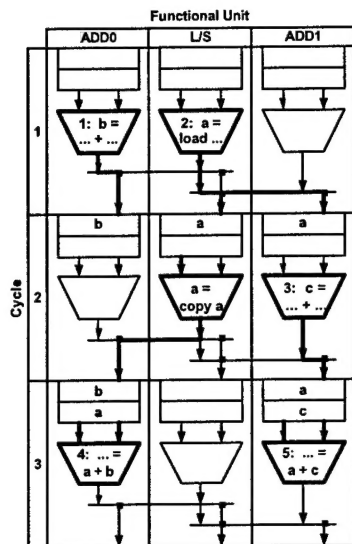 Functional Unit
ADD0 L/S ADD1
Cycle
1
1: b =
... + ...
2: a =
load ...
2
b a a
a =
copy a
3: c =
... + ...
3
b a
a c
4: ... =
a + b
5: ... =
a + c